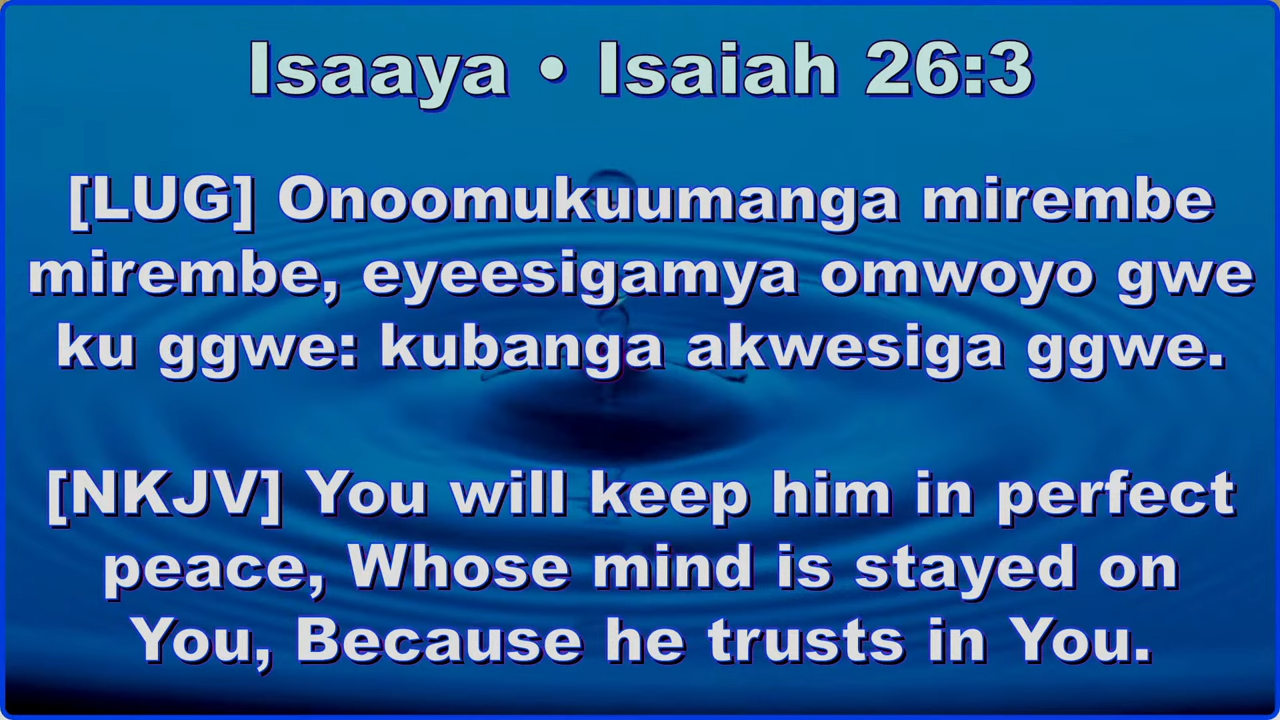 Isaaya • Isaiah 26:3
[LUG] Onoomukuumanga mirembe
mirembe, eyeesigamya omwoyo gwe
ku ggwe: kubanga akwesiga ggwe.
[NKJV] You will keep him in perfect
peace, Whose mind is stayed on
You, Because he trusts in You.